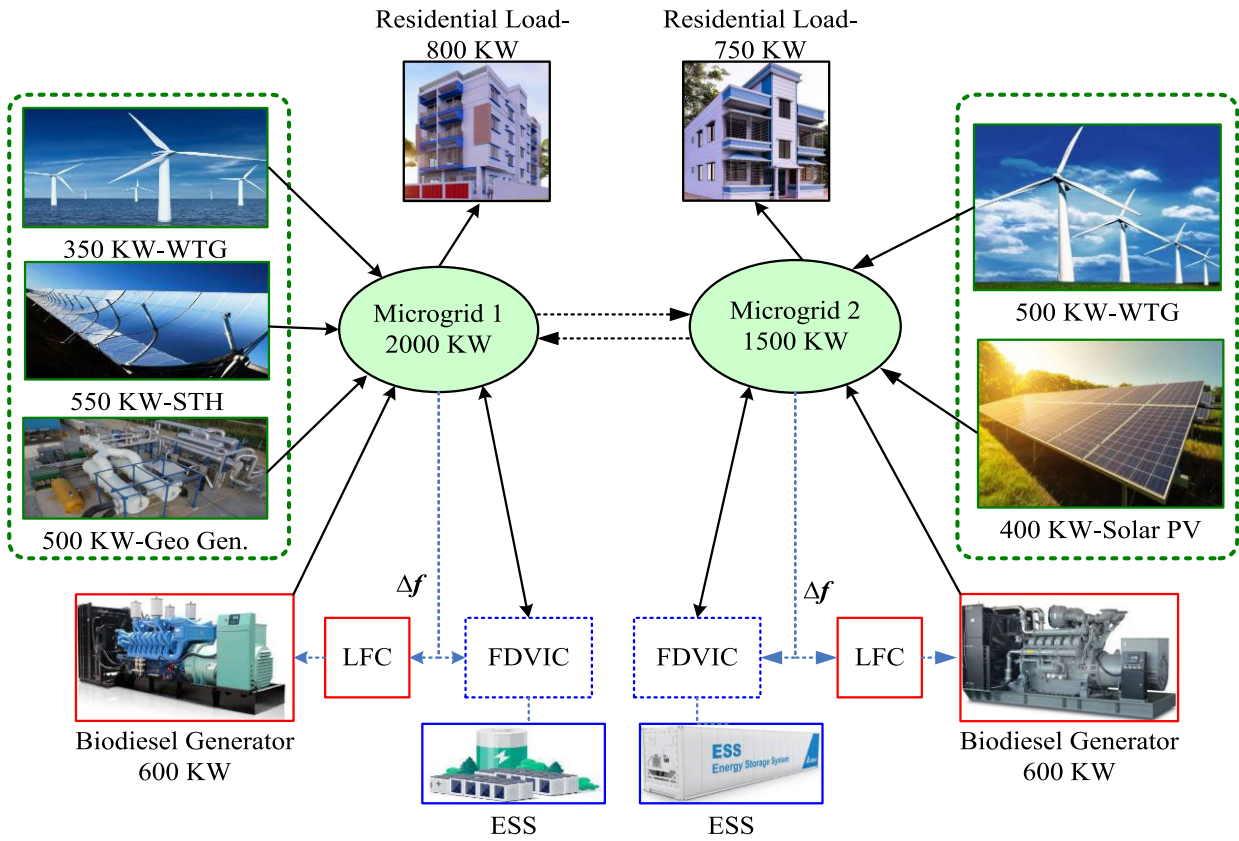 Residential Load-
800 KW
Residential Load-
750 KW
350 KW-WTG
550 KW-STH
500 KW-Geo Gen.
Microgrid 1
2000 KW
Microgrid 2
1500 KW
500 KW-WTG
400 KW-Solar PV
Δf
Δf
LFC
FDVIC
FDVIC
LFC
Biodiesel Generator
600 KW
ESS
Energy Storage System
Biodiesel Generator
600 KW
ESS
ESS